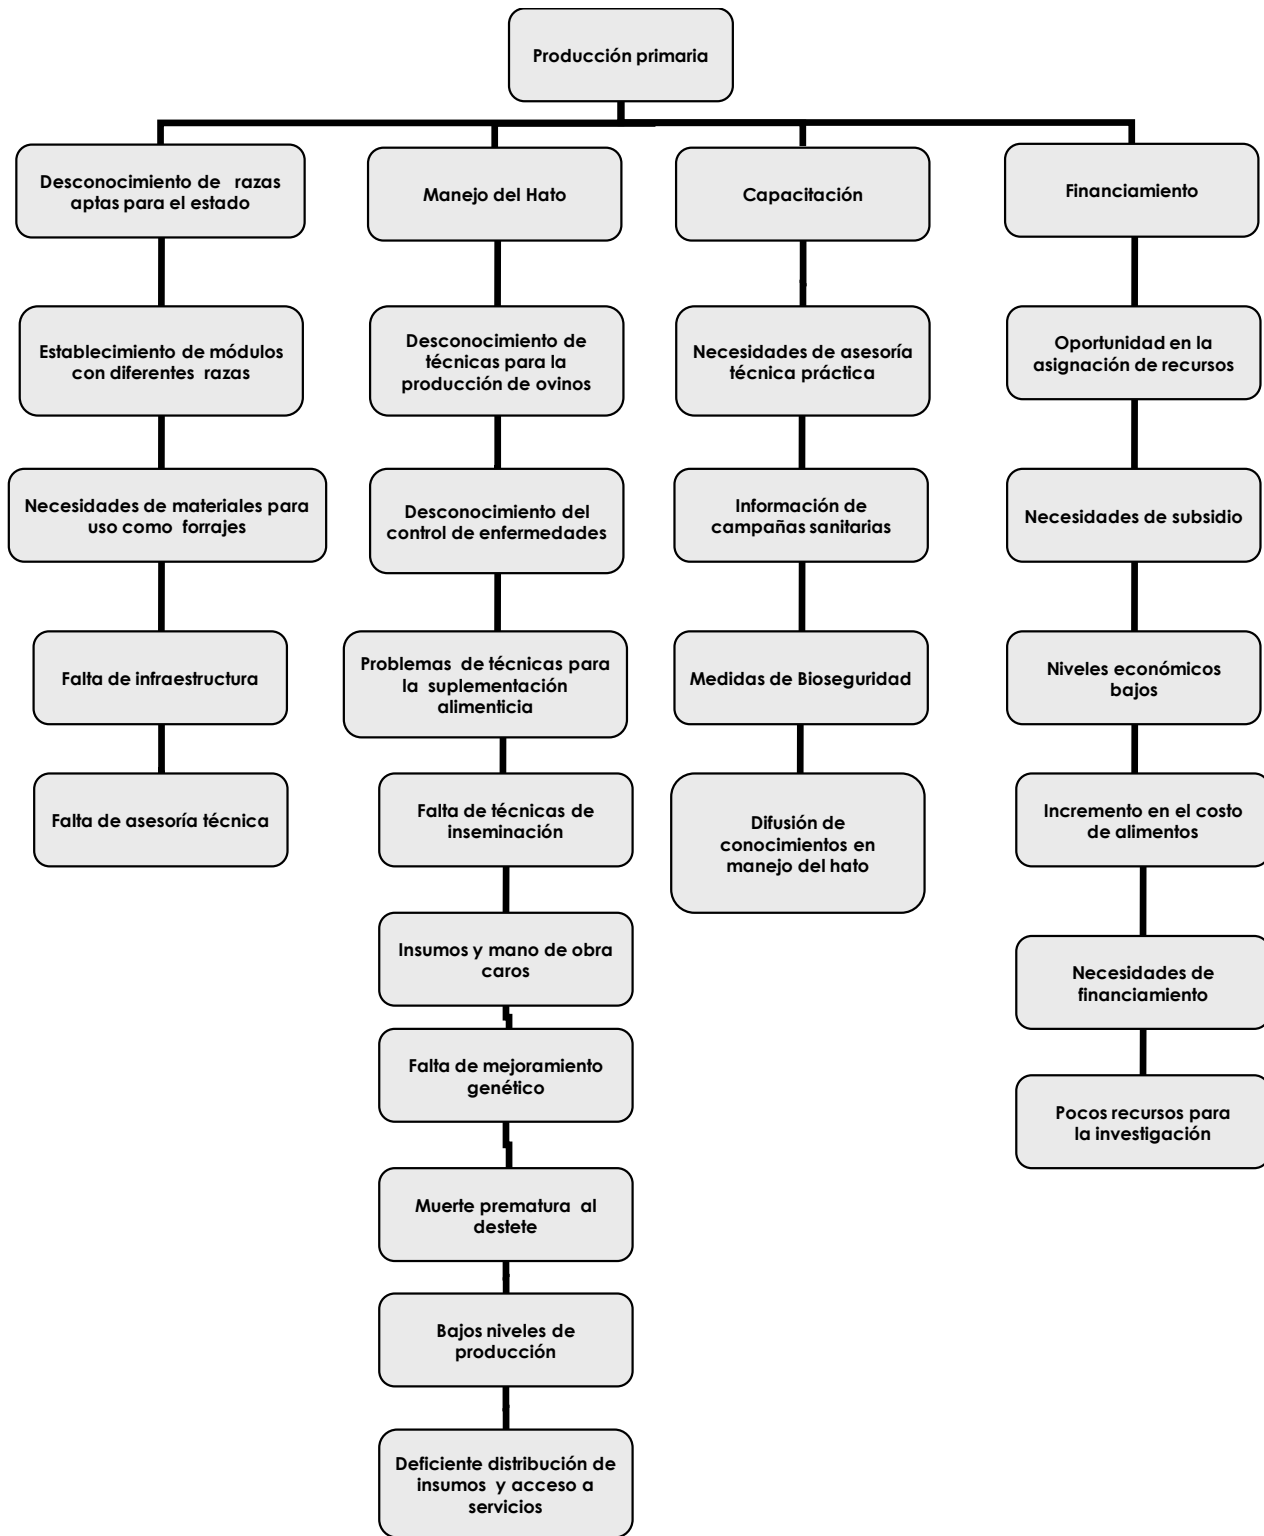 Producción primaria
Desconocimiento de razas
aptas para el estado
Establecimiento de módulos
con diferentes razas
Necesidades de materiales para
uso como forrajes
Falta de infraestructura
Falta de asesoría técnica
Manejo del Hato
Desconocimiento de
técnicas para la
producción de ovinos
Desconocimiento del
control de enfermedades
Problemas de técnicas para
la suplementación
alimenticia
Falta de técnicas de
inseminación
Insumos y mano de obra
caros
Falta de mejoramiento
genético
Muerte prematura al
destete
Bajos niveles de
producción
Deficiente distribución de
insumos y acceso a
servicios
Capacitación
Necesidades de asesoría
técnica práctica
Información de
campañas sanitarias
Medidas de Bioseguridad
Difusión de
conocimientos en
manejo del hato
Financiamiento
Oportunidad en la
asignación de recursos
Necesidades de subsidio
Niveles económicos
bajos
Incremento en el costo
de alimentos
Necesidades de
financiamiento
Pocos recursos para
la investigación